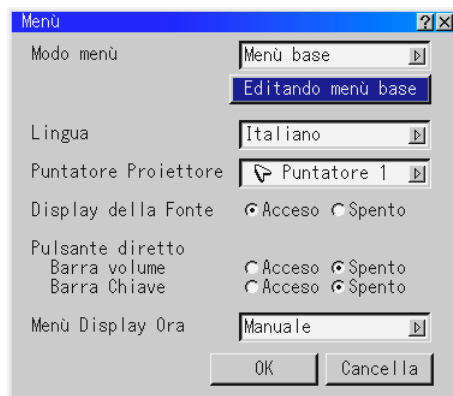 Menù
Modo menù Menù base
Editando menù base
Lingua Italiano
Puntatore Proiettore Puntatore 1
Display della Fonte Acceso Spento
Pulsante diretto
Barra volume Acceso Spento
Barra Chiave Acceso Spento
Menù Display Ora Manuale
OK Cancella